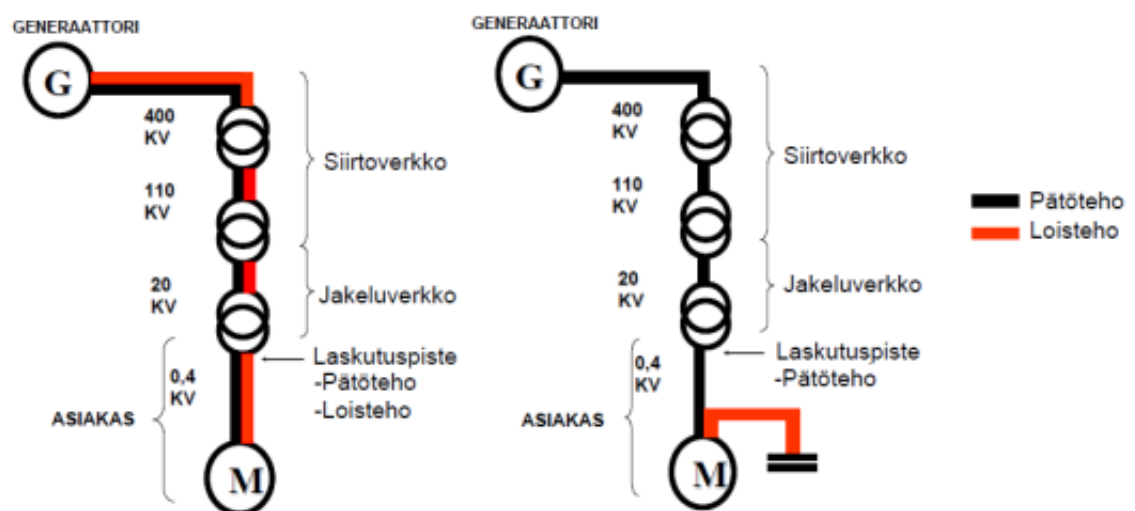 GENERAATTORI
G
400
KV
Siirtoverkko
110
KV
20
KV
Jakeluverkko
Laskutuspiste
-Pätöteho
-Loisteho
0,4
KV
ASIAKAS
M
GENERAATTORI
G
400
KV
Siirtoverkko
110
KV
20
KV
Jakeluverkko
Laskutuspiste
-Pätöteho
0,4
KV
ASIAKAS
M
Pätöteho
Loisteho